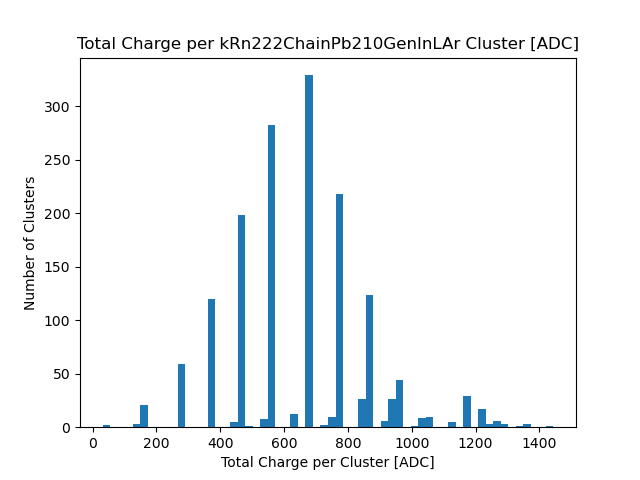 Total Charge per kRn222ChainPb210GenInLAr Cluster [ADC]
300
250
200
150
100
50
0
Number of Clusters
0 200 400 600 800 1000 1200 1400
Total Charge per Cluster [ADC]